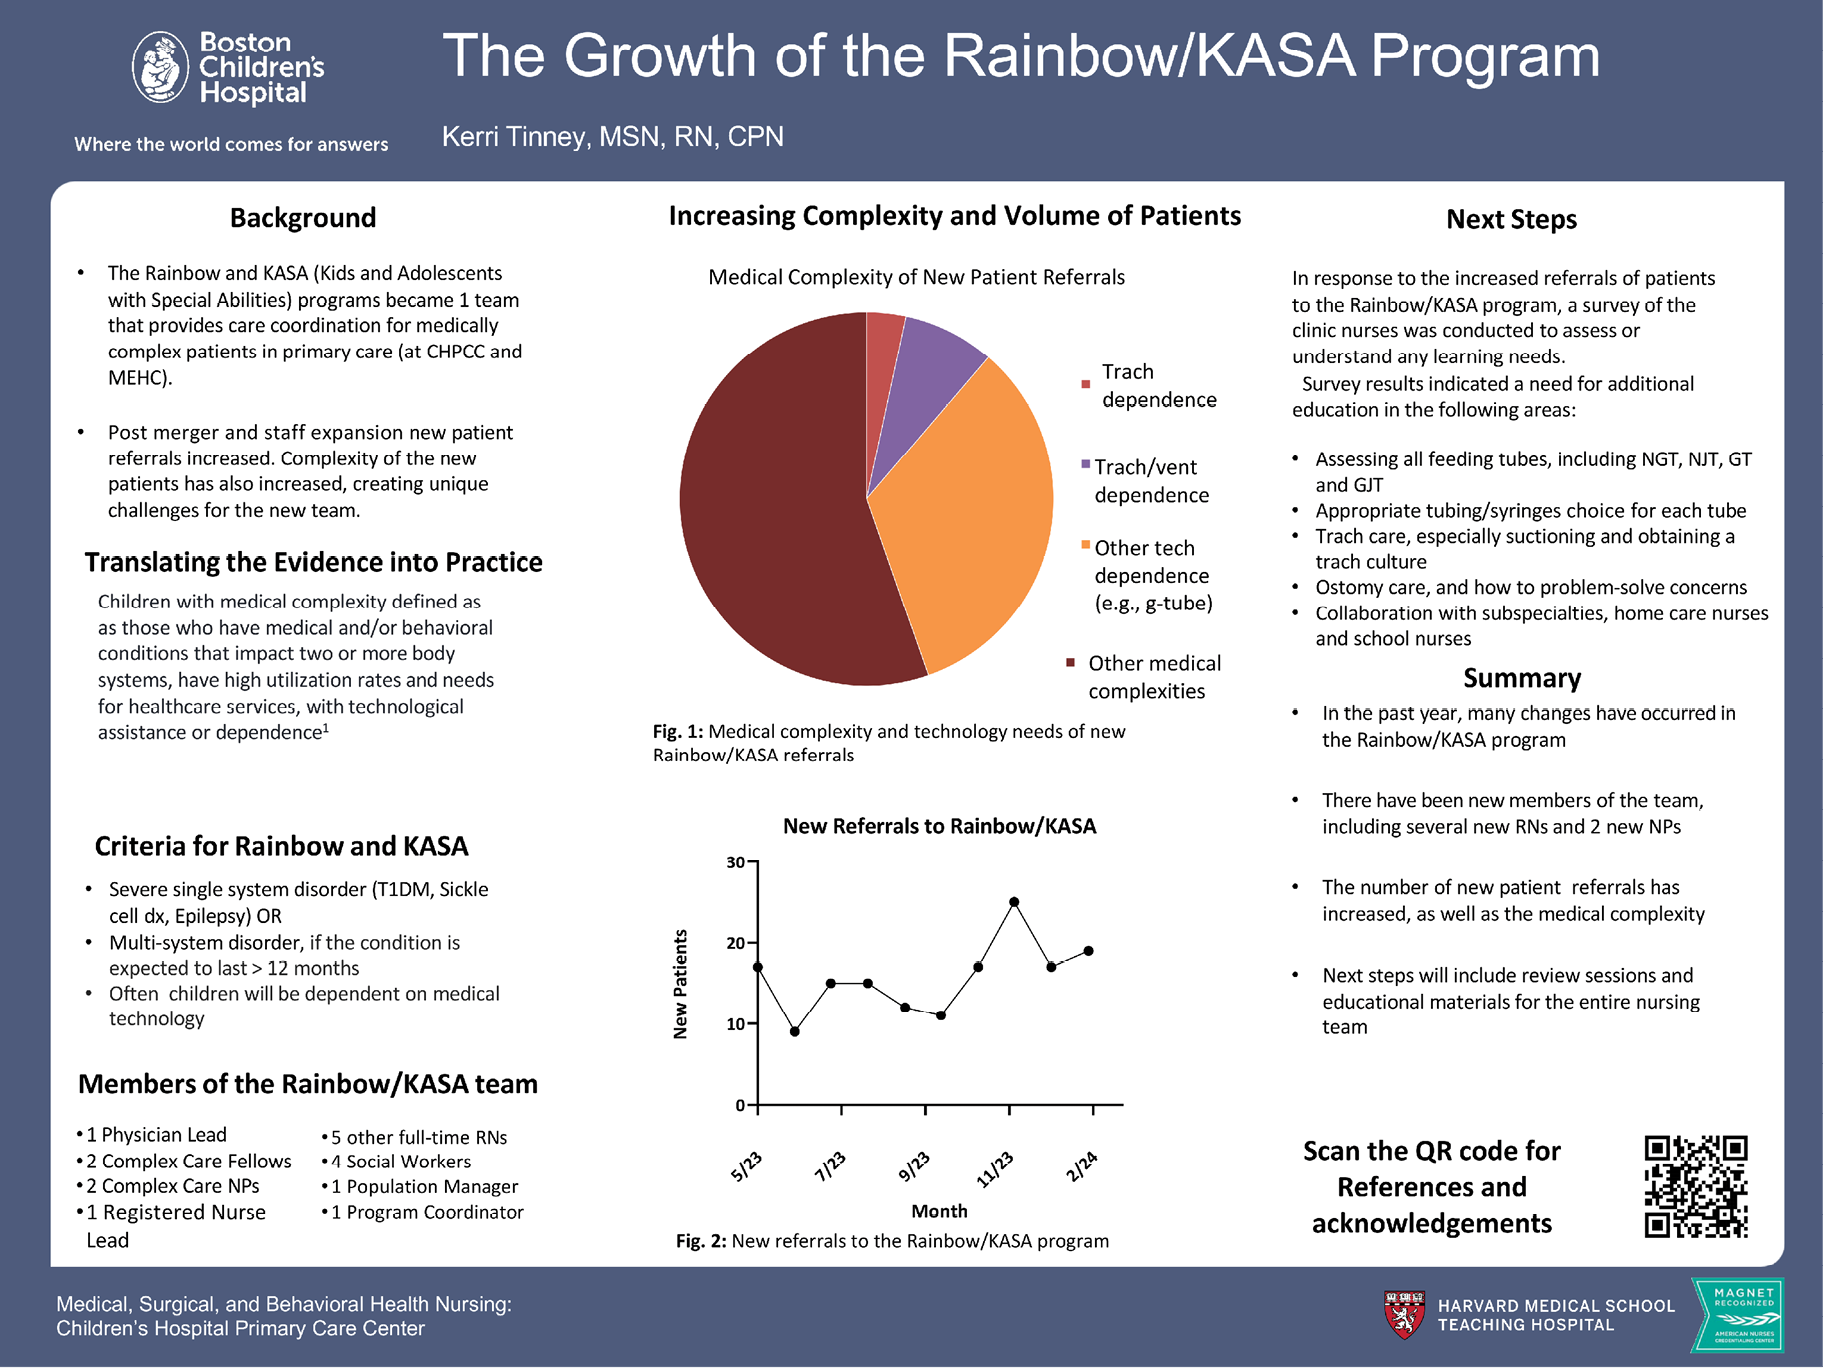 Boston
Children's
Hospital
Where the world comes for answers
The Growth of the Rainbow/KASA Program
Kerri Tinney, MSN, RN, CPN
Background
• The Rainbow and KASA (Kids and Adolescents
with Special Abilities) programs became 1 team
that provides care coordination for medically
complex patients in primary care (at CHPCC and
MEHC).
• Post merger and staff expansion new patient
referrals increased. Complexity of the new
patients has also increased, creating unique
challenges for the new team.
Translating the Evidence into Practice
Children with medical complexity defined as
as those who have medical and/or behavioral
conditions that impact two or more body
systems, have high utilization rates and needs
for healthcare services, with technological
assistance or dependence¹
Criteria for Rainbow and KASA
• Severe single system disorder (T1DM, Sickle
cell dx, Epilepsy) OR
• Multi-system disorder, if the condition is
expected to last > 12 months
• Often children will be dependent on medical
technology
Members of the Rainbow/KASA team
• 1 Physician Lead
• 2 Complex Care Fellows
• 2 Complex Care NPs
• 1 Registered Nurse
Lead
• 5 other full-time RNs
• 4 Social Workers
• 1 Population Manager
• 1 Program Coordinator
Increasing Complexity and Volume of Patients
Medical Complexity of New Patient Referrals
Trach
dependence
Trach/vent
dependence
Other tech
dependence
(e.g., g-tube)
Other medical
complexities
Fig. 1: Medical complexity and technology needs of new
Rainbow/KASA referrals
New Referrals to Rainbow/KASA
New Patients
30
20
10
0
5/23
7/23
9/23
11/23
2/24
Month
Fig. 2: New referrals to the Rainbow/KASA program
Next Steps
In response to the increased referrals of patients
to the Rainbow/KASA program, a survey of the
clinic nurses was conducted to assess or
understand any learning needs.
Survey results indicated a need for additional
education in the following areas:
• Assessing all feeding tubes, including NGT, NJT, GT
and GJT
• Appropriate tubing/syringes choice for each tube
• Trach care, especially suctioning and obtaining a
trach culture
• Ostomy care, and how to problem-solve concerns
• Collaboration with subspecialties, home care nurses
and school nurses
Summary
• In the past year, many changes have occurred in
the Rainbow/KASA program
• There have been new members of the team,
including several new RNs and 2 new NPs
• The number of new patient referrals has
increased, as well as the medical complexity
• Next steps will include review sessions and
educational materials for the entire nursing
team
Scan the QR code for
References and
acknowledgements
Medical, Surgical, and Behavioral Health Nursing:
Children's Hospital Primary Care Center
HARVARD MEDICAL SCHOOL
TEACHING HOSPITAL
MAGNET
RECOGNIZED
AMERICAN NURSES
CREDENTIALING CENTER